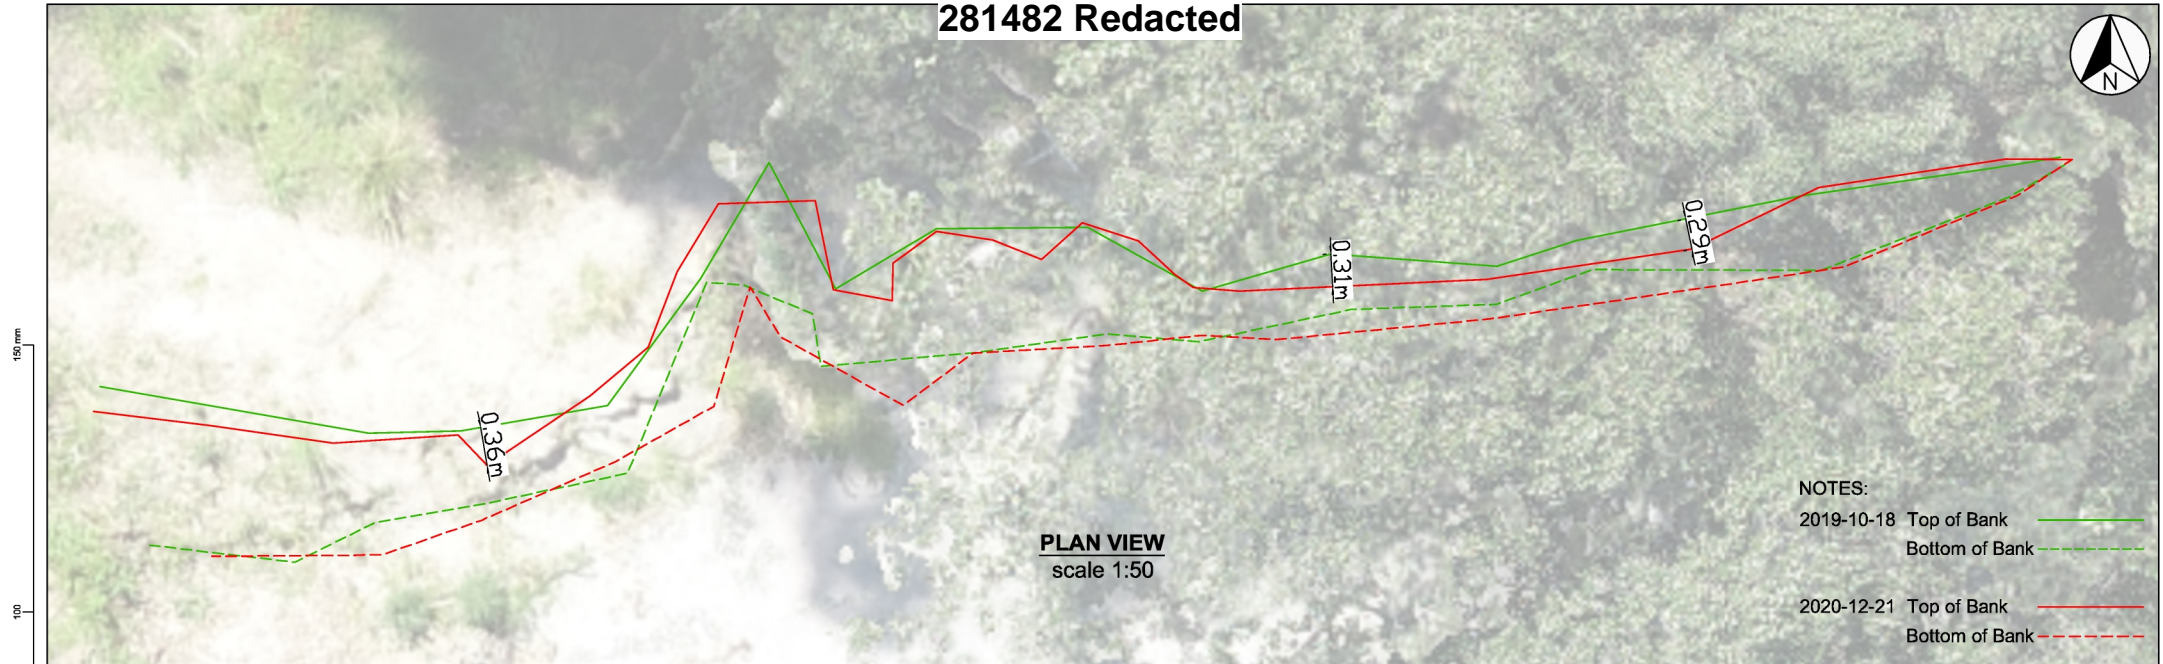 281482 Redacted
N
0.29m
0.31m
150 mm
0.36m
NOTES:
2019-10-18 Top of Bank
Bottom of Bank
PLAN VIEW
scale 1:50
2020-12-21 Top of Bank
Bottom of Bank
100